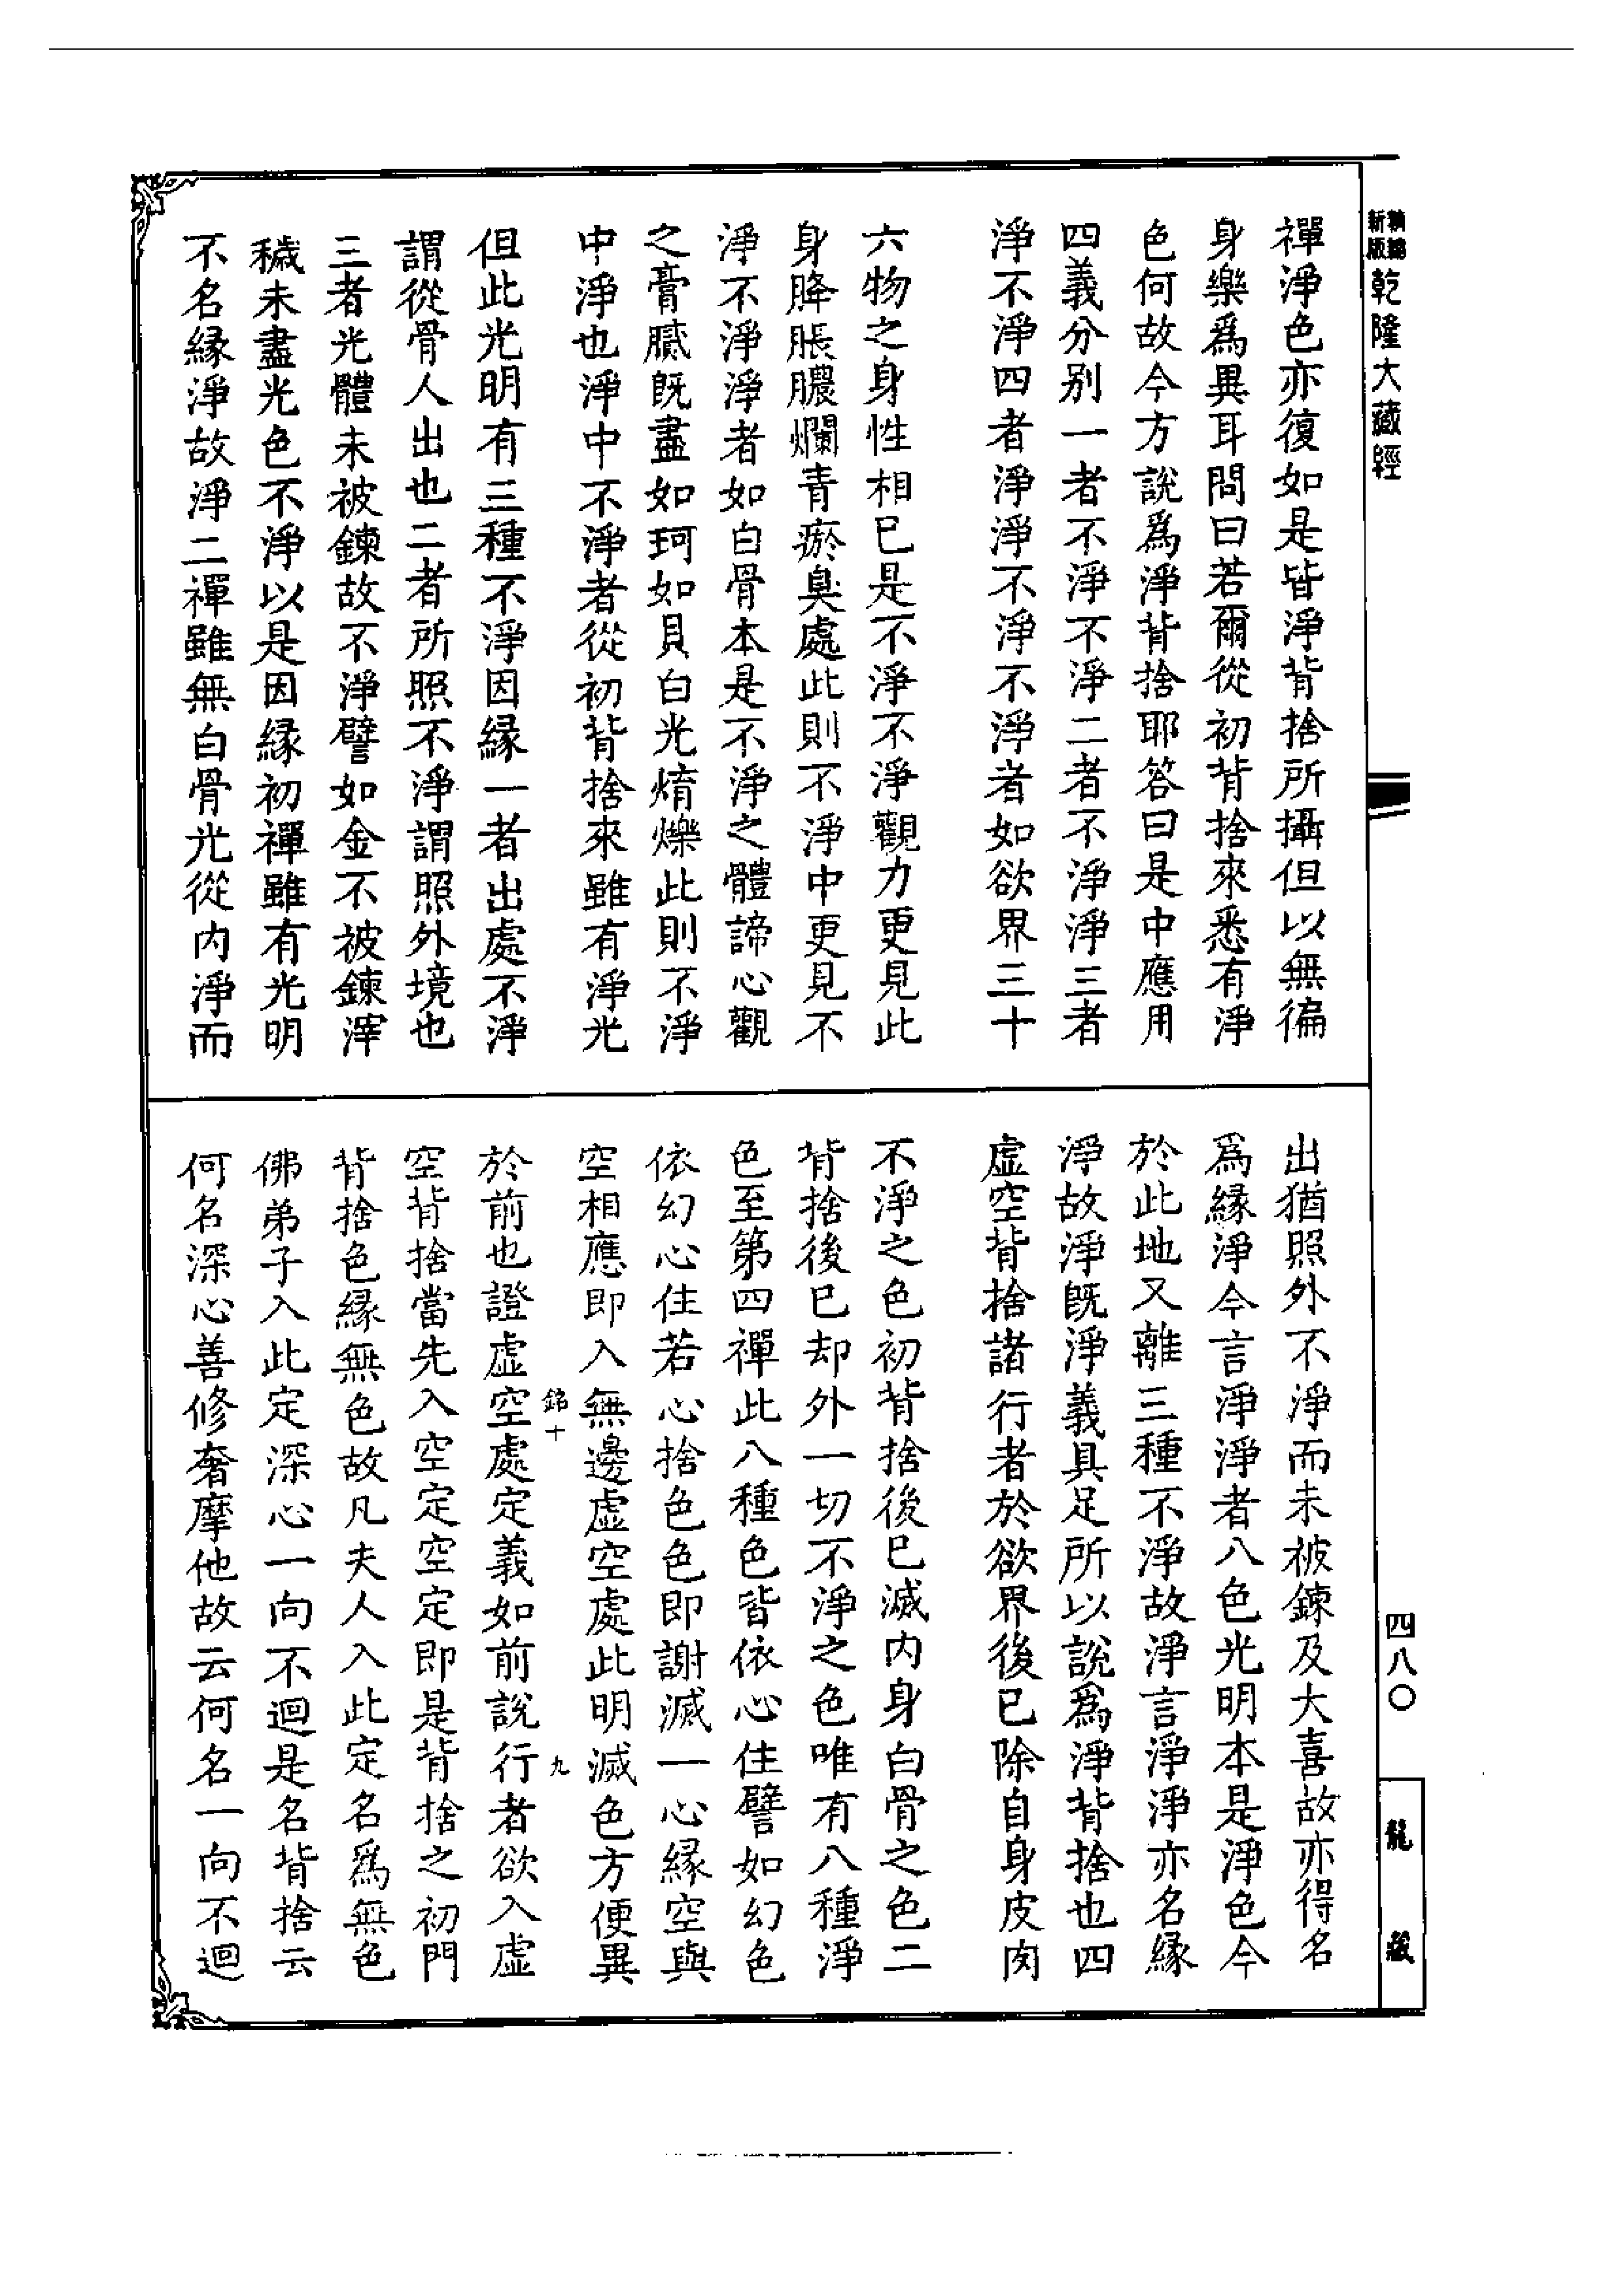 新版
乾隆大藏經
禪淨色亦復如是皆淨背捨所攝但以無徧
身樂爲異耳問曰若爾從初背捨來悉有淨
色何故今方說爲淨背捨耶答曰是中應用
四義分别一者不淨不淨二者不淨淨三者
淨不淨四者淨淨不淨不淨者如欲界三十
六物之身性相已是不淨不淨觀力更見此
身胮脹膿爛青瘀臭處此則不淨中更見不
淨不淨淨者如白骨本是不淨之體諦心觀
之膏膩旣盡如珂如貝白光焴爍此則不淨
中淨也淨中不淨者從初背捨來雖有淨光
但此光明有三種不淨因緣一者出處不淨
謂從骨人出也二者所照不淨謂照外境也
三者光體未被鍊故不淨譬如金不被鍊滓
穢未盡光色不淨以是因緣初禪雖有光明
不名緣淨故淨二禪雖無白骨光從内淨而
出猶照外不淨而未被鍊及大喜故亦得名
爲緣淨今言淨淨者八色光明本是淨色今
於此地又離三種不淨故淨言淨淨亦名緣
淨故淨旣淨義具足所以說爲淨背捨也四
虛空背捨諸行者於欲界後已除自身皮肉
不淨之色初背捨後已滅内身白骨之色二
背捨後已却外一切不淨之色唯有八種淨
色至第四禪此八種色皆依心住譬如幻色
依幻心住若心捨色色即謝滅一心緣空與
空相應即入無邊虛空處此明滅色方便異
銘十
九
於前也證虛空處定義如前說行者欲入虛
空背捨當先入空定空定即是背捨之初門
背捨色緣無色故凡夫人入此定名爲無色
佛弟子入此定深心一向不迴是名背捨云
何名深心善修奢摩他故云何名一向不迴
四八〇
龍藏